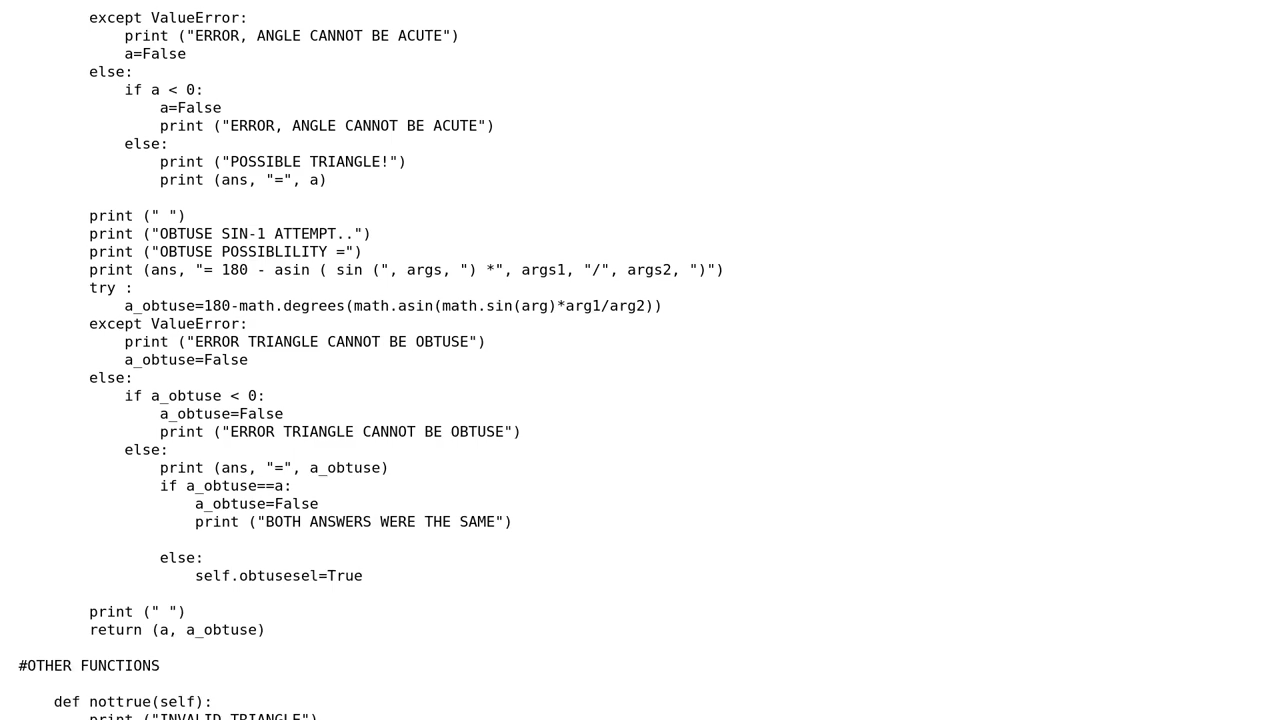 except ValueError:
print ("ERROR, ANGLE CANNOT BE ACUTE")
a=False
else:
if a < 0:
a=False
print ("ERROR, ANGLE CANNOT BE ACUTE")
else:
print ("POSSIBLE TRIANGLE!")
print (ans, "=", a)
print (" ")
print ("OBTUSE SIN-1 ATTEMPT..")
print ("OBTUSE POSSIBLILITY =")
print (ans, "= 180 - asin ( sin (", args, ") *", args1, "/", args2, ")")
try :
a_obtuse=180-math.degrees(math.asin(math.sin(arg)*arg1/arg2))
except ValueError:
print ("ERROR TRIANGLE CANNOT BE OBTUSE")
a_obtuse=False
else:
if a_obtuse < 0:
a_obtuse=False
print ("ERROR TRIANGLE CANNOT BE OBTUSE")
else:
print (ans, "=", a_obtuse)
if a_obtuse==a:
a_obtuse=False
print ("BOTH ANSWERS WERE THE SAME")
else:
self.obtusesel=True
print (" ")
return (a, a_obtuse)
#OTHER FUNCTIONS
def nottrue(self):
print ("INVALID TRIANGLE")